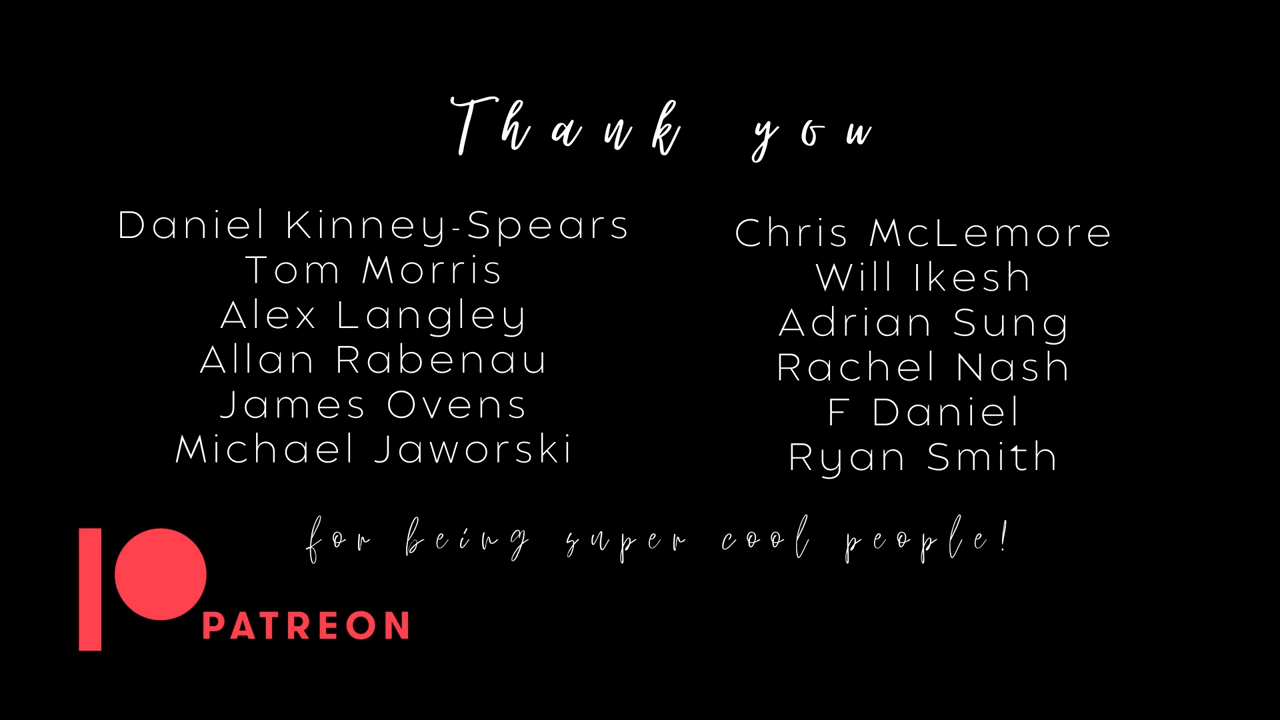 Thank you
Daniel Kinney-Spears
Tom Morris
Alex Langley
Allan Rabenau
James Ovens
Michael Jaworski
Chris McLemore
Will Ikesh
Adrian Sung
Rachel Nash
F Daniel
Ryan Smith
for being super cool people!
PATREON